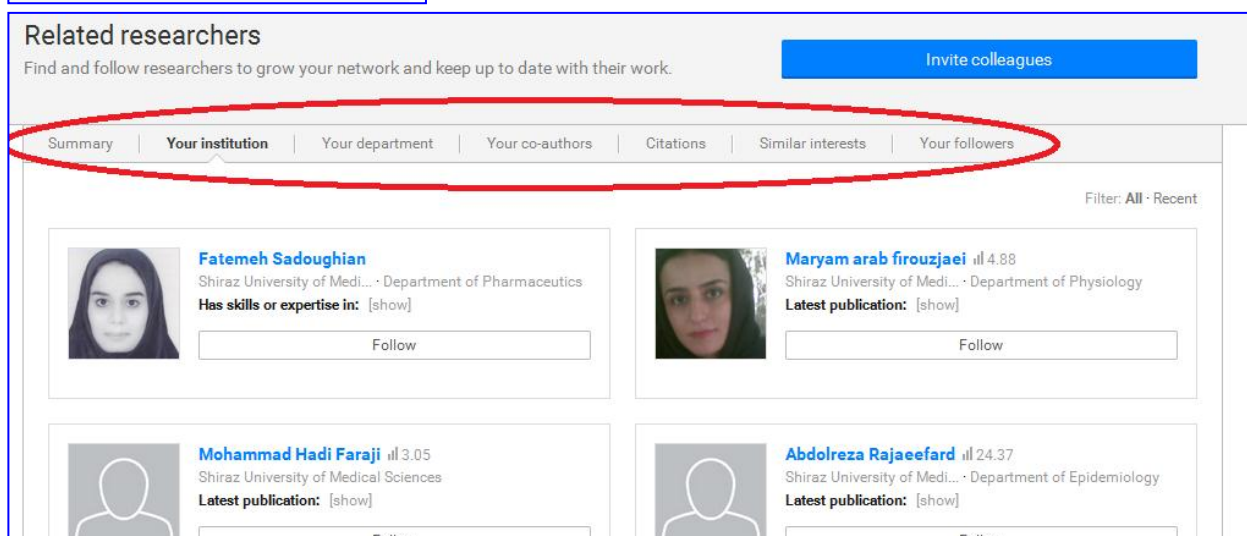 Related researchers
Find and follow researchers to grow your network and keep up to date with their work.
Invite colleagues
Summary Your institution Your department Your co-authors Citations Similar interests Your followers
Filter: All · Recent
Fatemeh Sadoughian
Shiraz University of Medi... · Department of Pharmaceutics
Has skills or expertise in: [show]
Follow
Maryam arab firouzjaei 4.88
Shiraz University of Medi... · Department of Physiology
Latest publication: [show]
Follow
Mohammad Hadi Faraji 3.05
Shiraz University of Medical Sciences
Latest publication: [show]
Abdolreza Rajaeefard 24.37
Shiraz University of Medi... · Department of Epidemiology
Latest publication: [show]